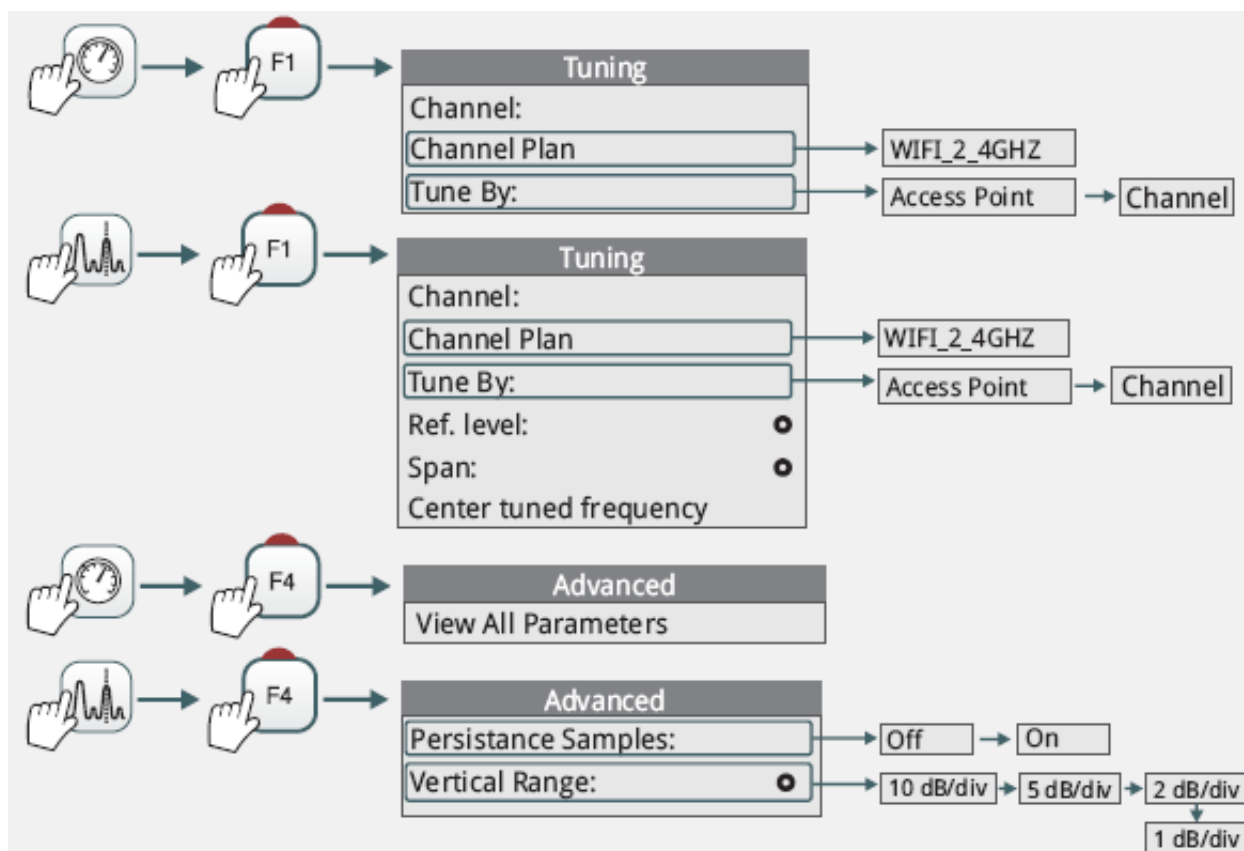 F1
Tuning
Channel:
Channel Plan
WIFI_2_4GHZ
Tune By:
Access Point
Channel
F1
Tuning
Channel:
Channel Plan
WIFI_2_4GHZ
Tune By:
Access Point
Channel
Ref. level:
Span:
Center tuned frequency
F4
Advanced
View All Parameters
F4
Advanced
Persistance Samples:
Off
On
Vertical Range:
10 dB/div
5 dB/div
2 dB/div
1 dB/div